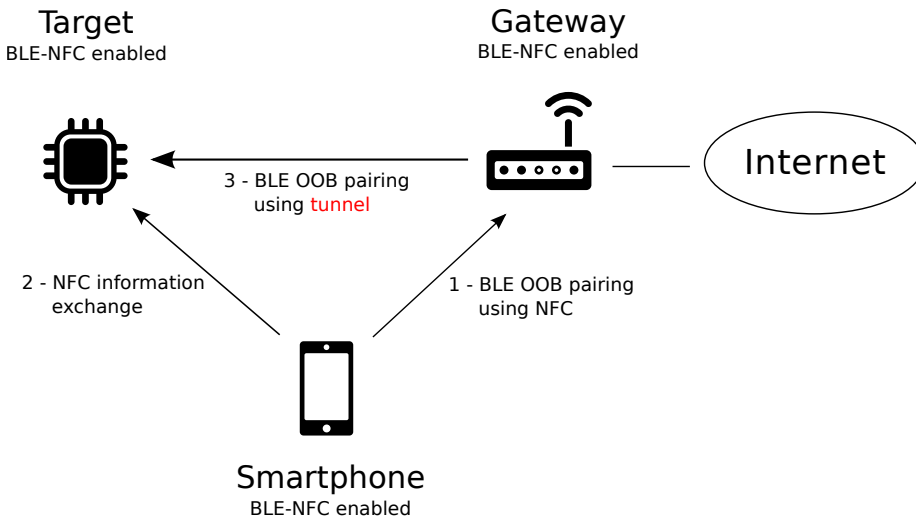 Target
BLE-NFC enabled
Gateway
BLE-NFC enabled
Internet
3 - BLE OOB pairing
using tunnel
2 - NFC information
exchange
1 - BLE OOB pairing
using NFC
Smartphone
BLE-NFC enabled